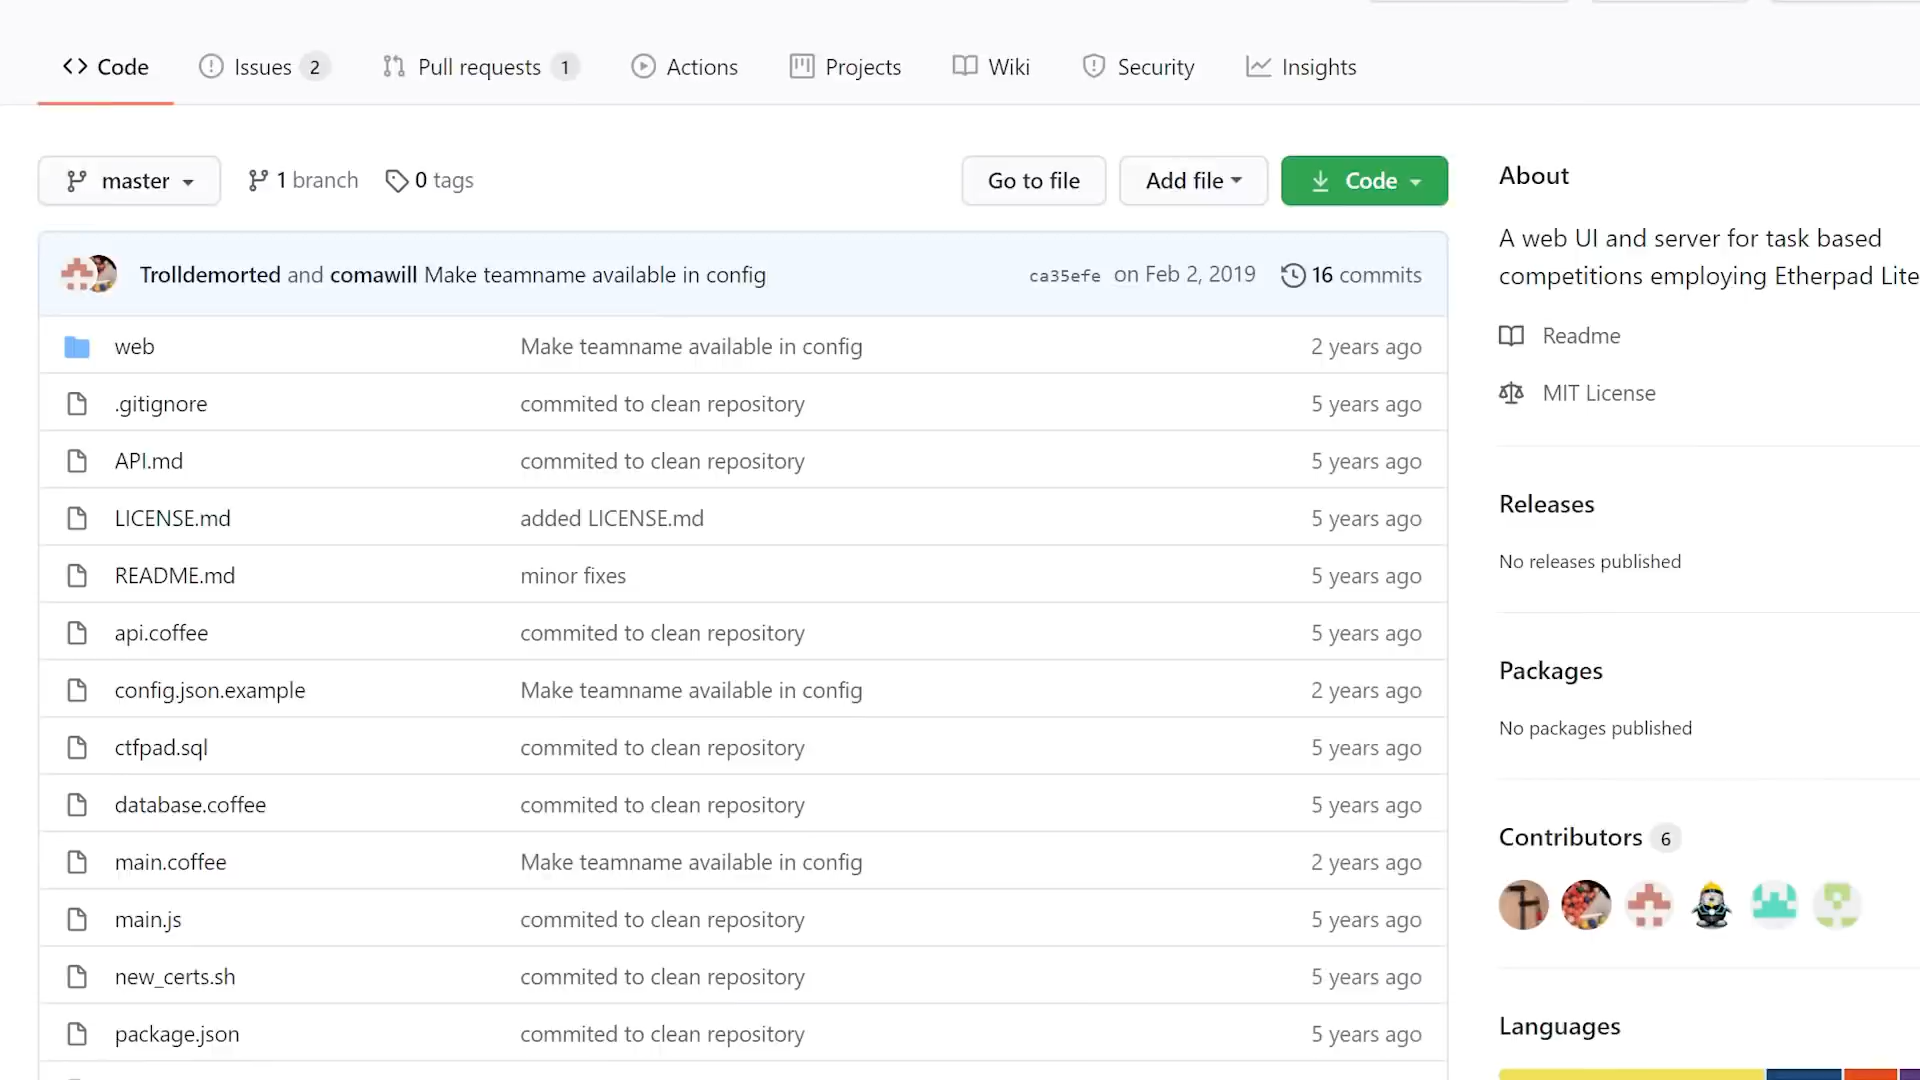 Code Issues 2 Pull requests 1 Actions Projects Wiki Security Insights
master 1 branch 0 tags Go to file Add file Code
Trolldemorted and comawill Make teamname available in config ca35efe on Feb 2, 2019 16 commits
web Make teamname available in config 2 years ago
.gitignore commited to clean repository 5 years ago
API.md commited to clean repository 5 years ago
LICENSE.md added LICENSE.md 5 years ago
README.md minor fixes 5 years ago
api.coffee commited to clean repository 5 years ago
config.json.example Make teamname available in config 2 years ago
ctfpad.sql commited to clean repository 5 years ago
database.coffee commited to clean repository 5 years ago
main.coffee Make teamname available in config 2 years ago
main.js commited to clean repository 5 years ago
new_certs.sh commited to clean repository 5 years ago
package.json commited to clean repository 5 years ago
About
A web UI and server for task based
competitions employing Etherpad Lite
Readme
MIT License
Releases
No releases published
Packages
No packages published
Contributors 6
Languages